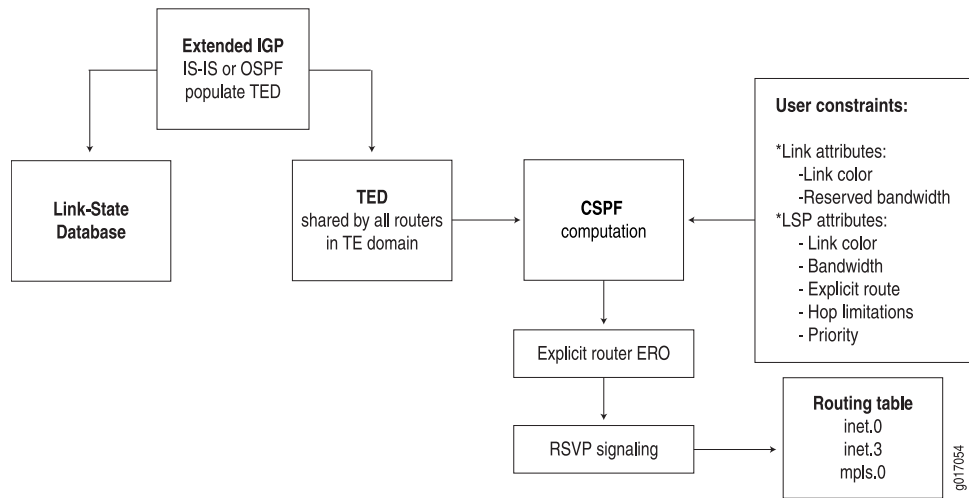 Extended IGP
IS-IS or OSPF
populate TED
User constraints:
*Link attributes:
-Link color
-Reserved bandwidth
*LSP attributes:
- Link color
- Bandwidth
- Explicit route
- Hop limitations
- Priority
Link-State
Database
TED
shared by all routers
in TE domain
CSPF
computation
Explicit router ERO
RSVP signaling
Routing table
inet.0
inet.3
mpls.0
g017054